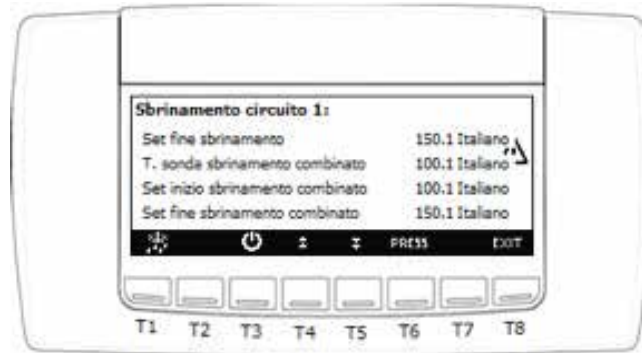 Sbrinamento circuito 1:
Set fine sbrinamento 150.1 Italiano
T. sonda sbrinamento combinato 100.1 Italiano
Set inizio sbrinamento combinato 100.1 Italiano
Set fine sbrinamento combinato 150.1 Italiano
PRESS EXIT
T1 T2 T3 T4 T5 T6 T7 T8